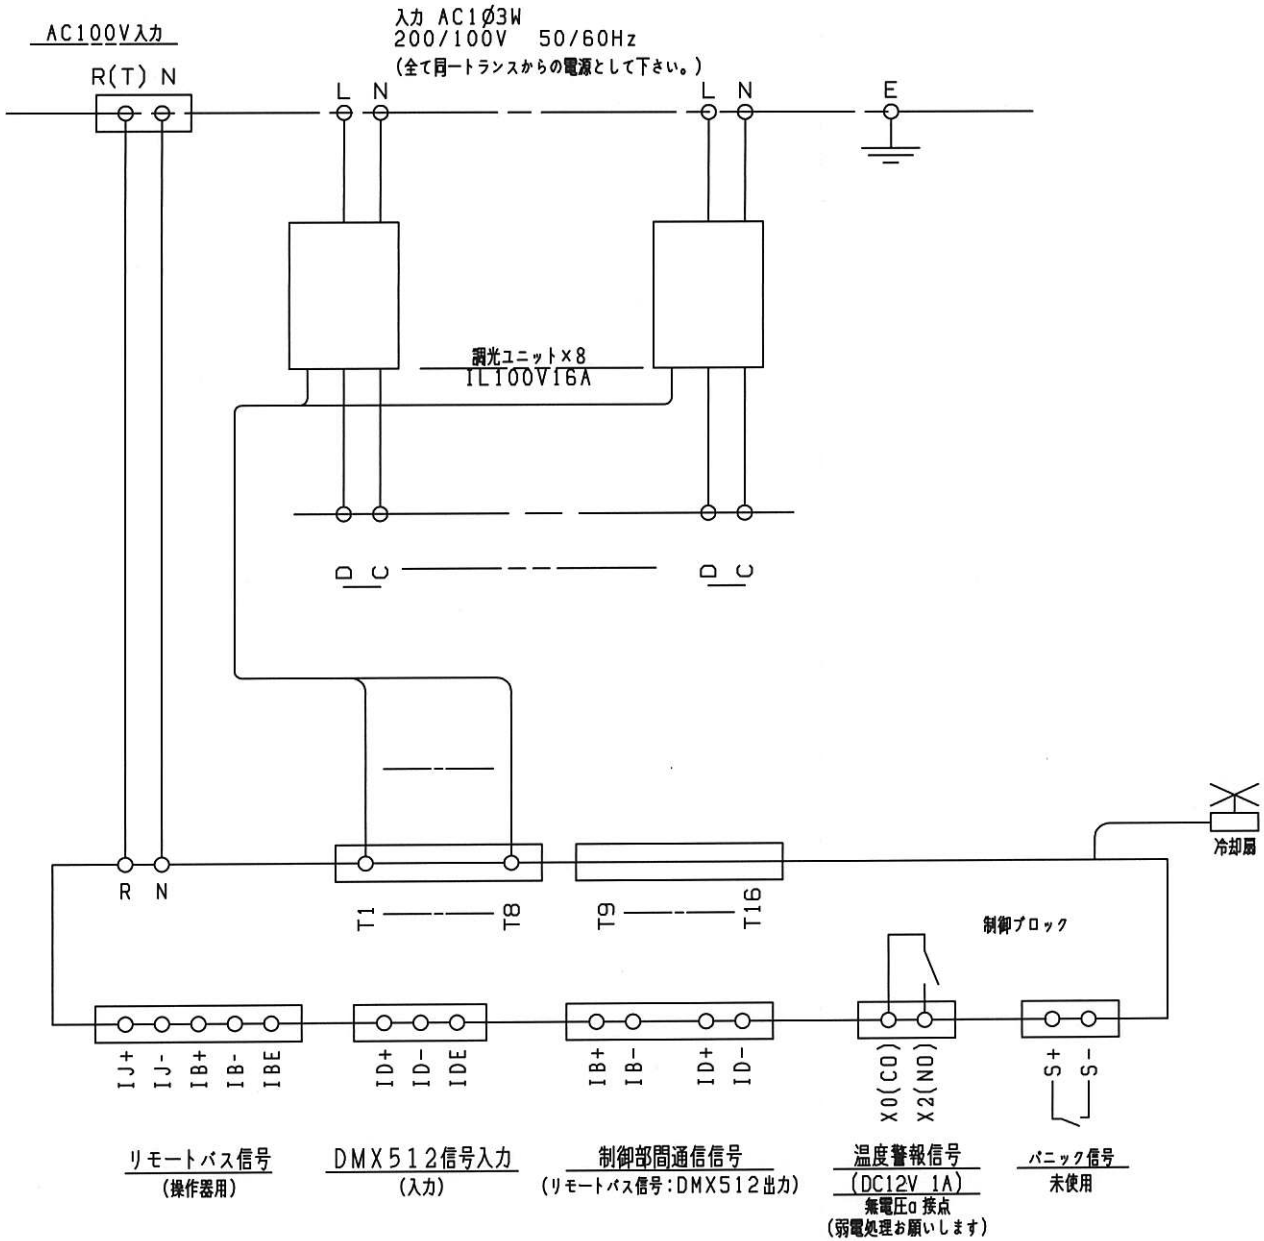 AC100V入力
入力 AC1Ø3W
200/100V 50/60Hz
(全て同一トランスからの電源として下さい。)
R(T) N
L N
L N
E
調光ユニット×8
IL100V16A
D C
D C
冷却扇
R N
T1
T8
T9
T16
制御ブロック
IJ+ IJ- IB+ IB- IBE
ID+ ID- IDE
IB+ IB- ID+ ID-
X0(CO) X2(NO)
S+ S-
リモートバス信号
(操作器用)
DMX512信号入力
(入力)
制御部間通信信号
(リモートバス信号:DMX512出力)
温度警報信号
(DC12V 1A)
無電圧a接点
(弱電処理お願いします)
パニック信号
未使用